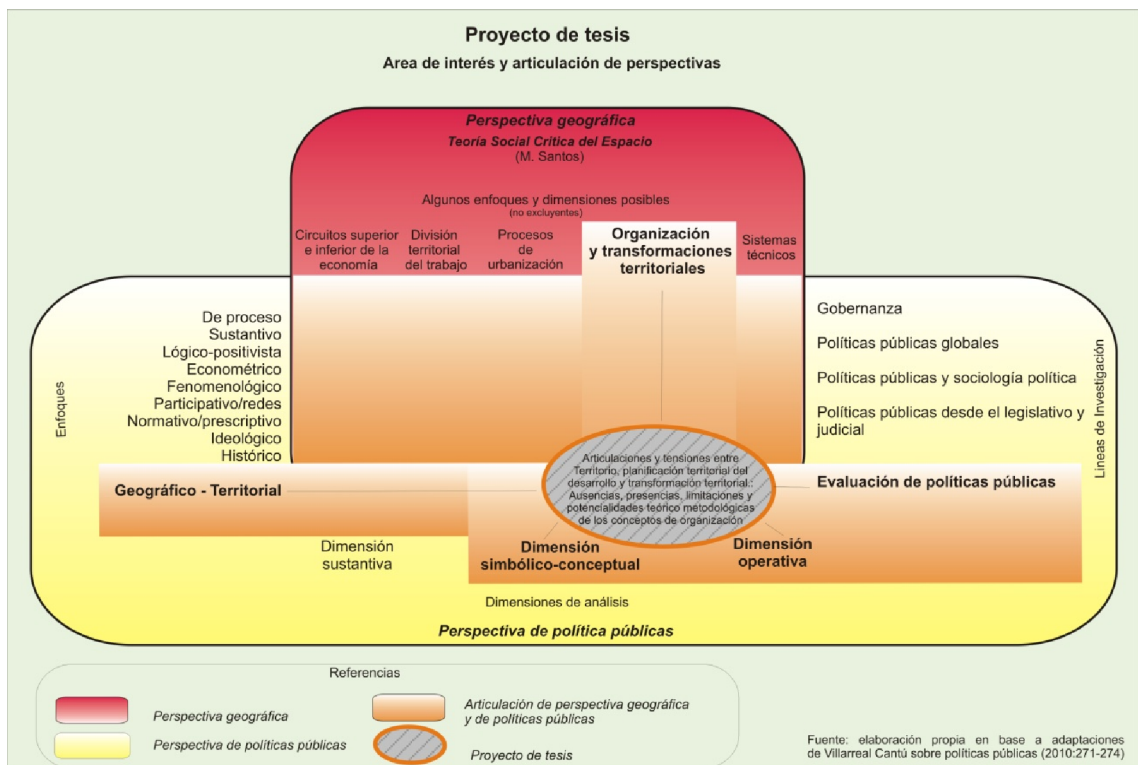 Proyecto de tesis
Area de interés y articulación de perspectivas
Perspectiva geográfica
Teoría Social Crítica del Espacio
(M. Santos)
Algunos enfoques y dimensiones posibles
(no excluyentes)
Circuitos superior
e inferior de la
economía
División
territorial
del trabajo
Procesos
de
urbanización
Organización
y transformaciones
territoriales
Sistemas
técnicos
Enfoques
De proceso
Sustantivo
Lógico-positivista
Econométrico
Fenomenológico
Participativo/redes
Normativo/prescriptivo
Ideológico
Histórico
Geográfico - Territorial
Gobernanza
Políticas públicas globales
Políticas públicas y sociología política
Políticas públicas desde el legislativo y
judicial
Evaluación de políticas públicas
Líneas de Investigación
Articulaciones y tensiones entre
Territorio, planificación territorial del
desarrollo y transformación territorial.:
Ausencias, presencias, limitaciones y
potencialidades teórico metodológicas
de los conceptos de organización
Dimensión
sustantiva
Dimensión
simbólico-conceptual
Dimensión
operativa
Dimensiones de análisis
Perspectiva de política públicas
Referencias
Perspectiva geográfica
Perspectiva de políticas públicas
Articulación de perspectiva geográfica
y de políticas públicas
Proyecto de tesis
Fuente: elaboración propia en base a adaptaciones
de Villarreal Cantú sobre políticas públicas (2010:271-274)